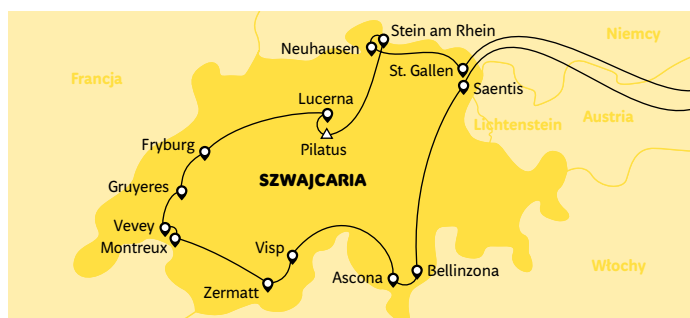 Stein am Rhein
Niemcy
Neuhausen
Francja
St. Gallen
Saentis
Lucerna
Lichtenstein
Austria
Fryburg
Pilatus
SZWAJCARIA
Gruyeres
Vevey
Montreux
Visp
Zermatt
Ascona
Bellinzona
Włochy